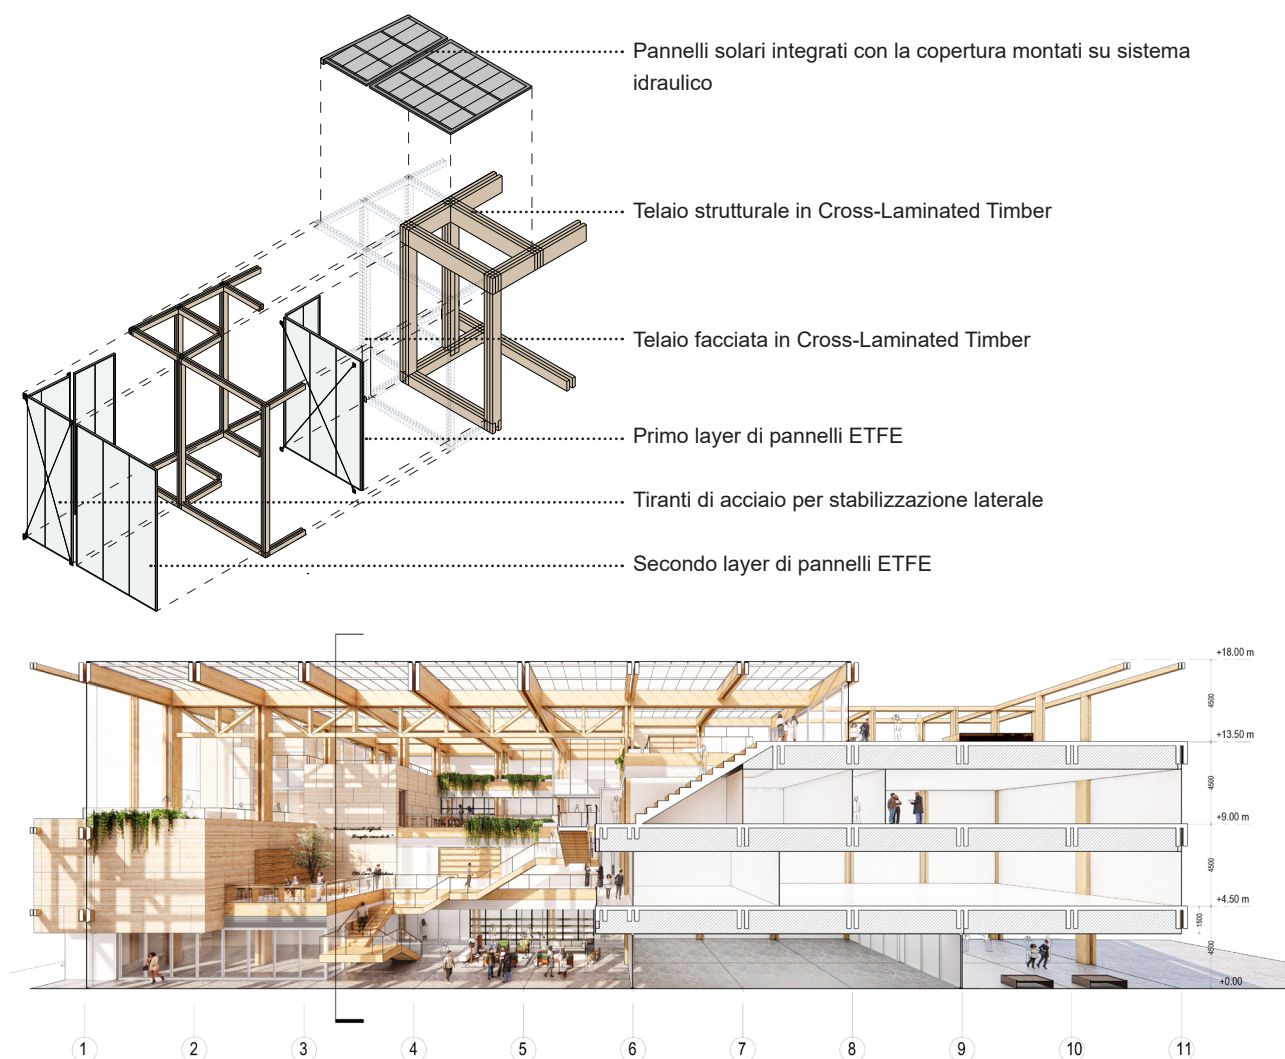 Pannelli solari integrati con la copertura montati su sistema
idraulico
Telaio strutturale in Cross-Laminated Timber
Telaio facciata in Cross-Laminated Timber
Primo layer di pannelli ETFE
Tiranti di acciaio per stabilizzazione laterale
Secondo layer di pannelli ETFE
+18.00 m
4500
+13.50 m
4500
+9.00 m
4500
+4.50 m
1500
4500
+0.00
1 2 3 4 5 6 7 8 9 10 11